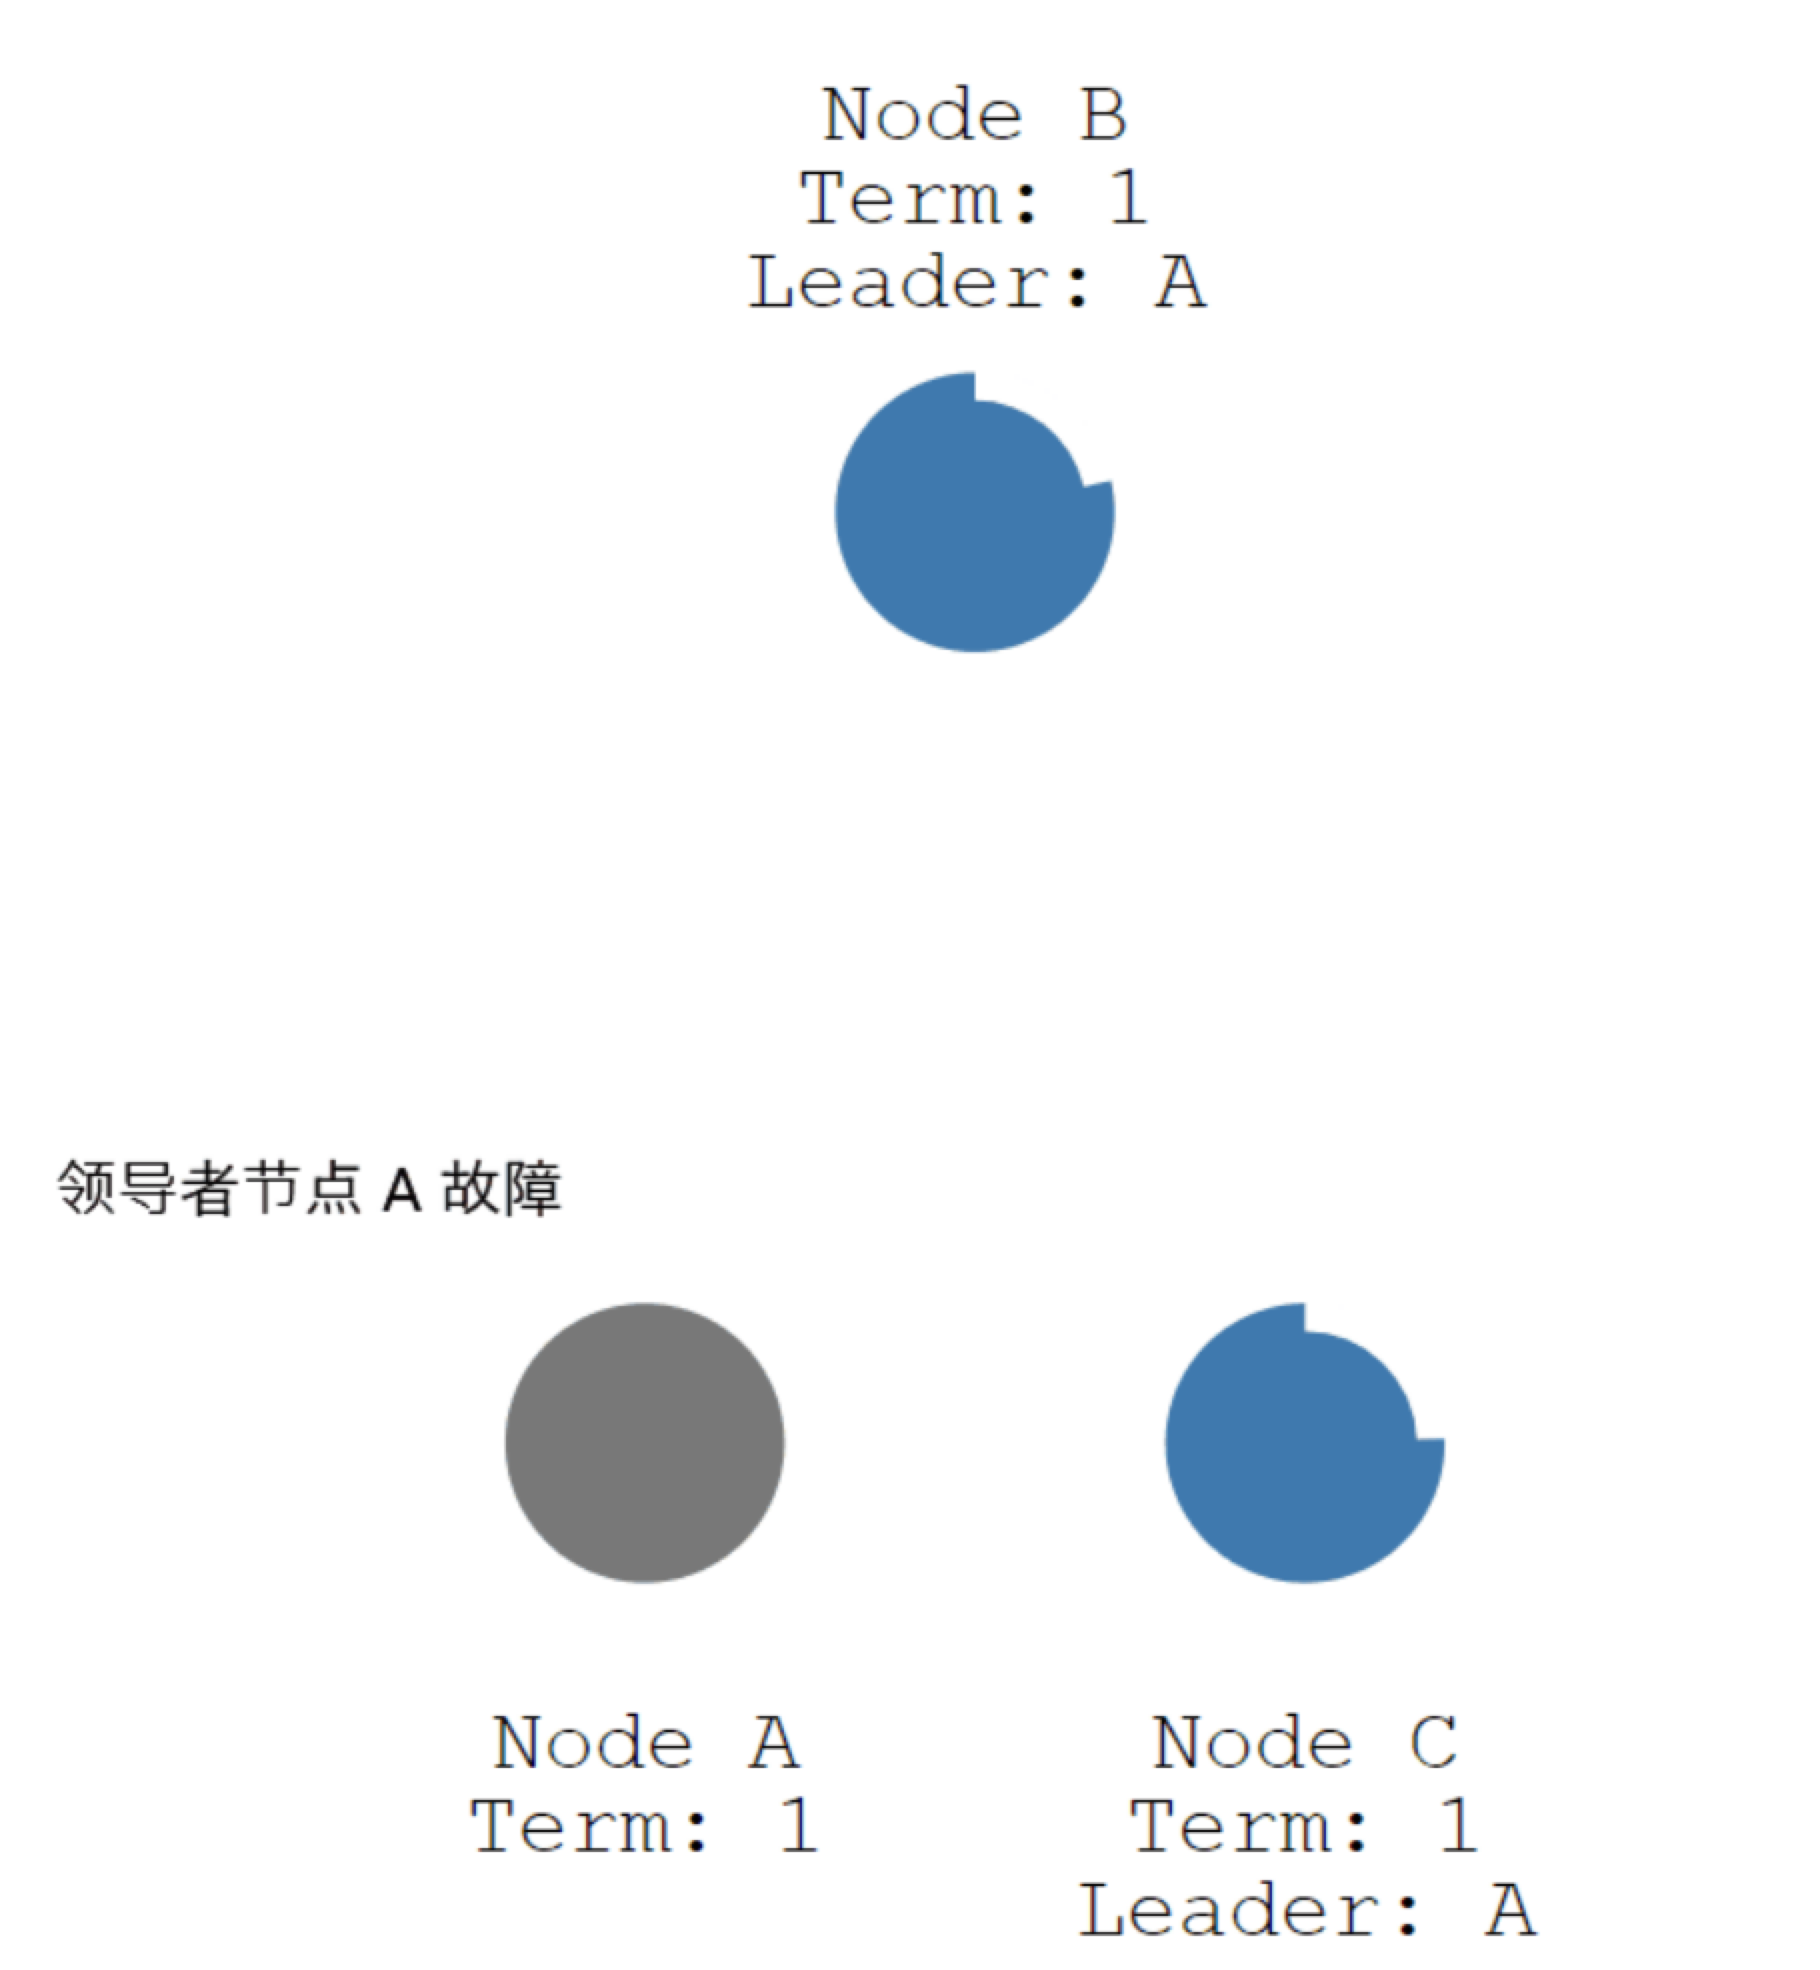 Node B
Term: 1
Leader: A
领导者节点 A 故障
Node A
Term: 1
Node C
Term: 1
Leader: A